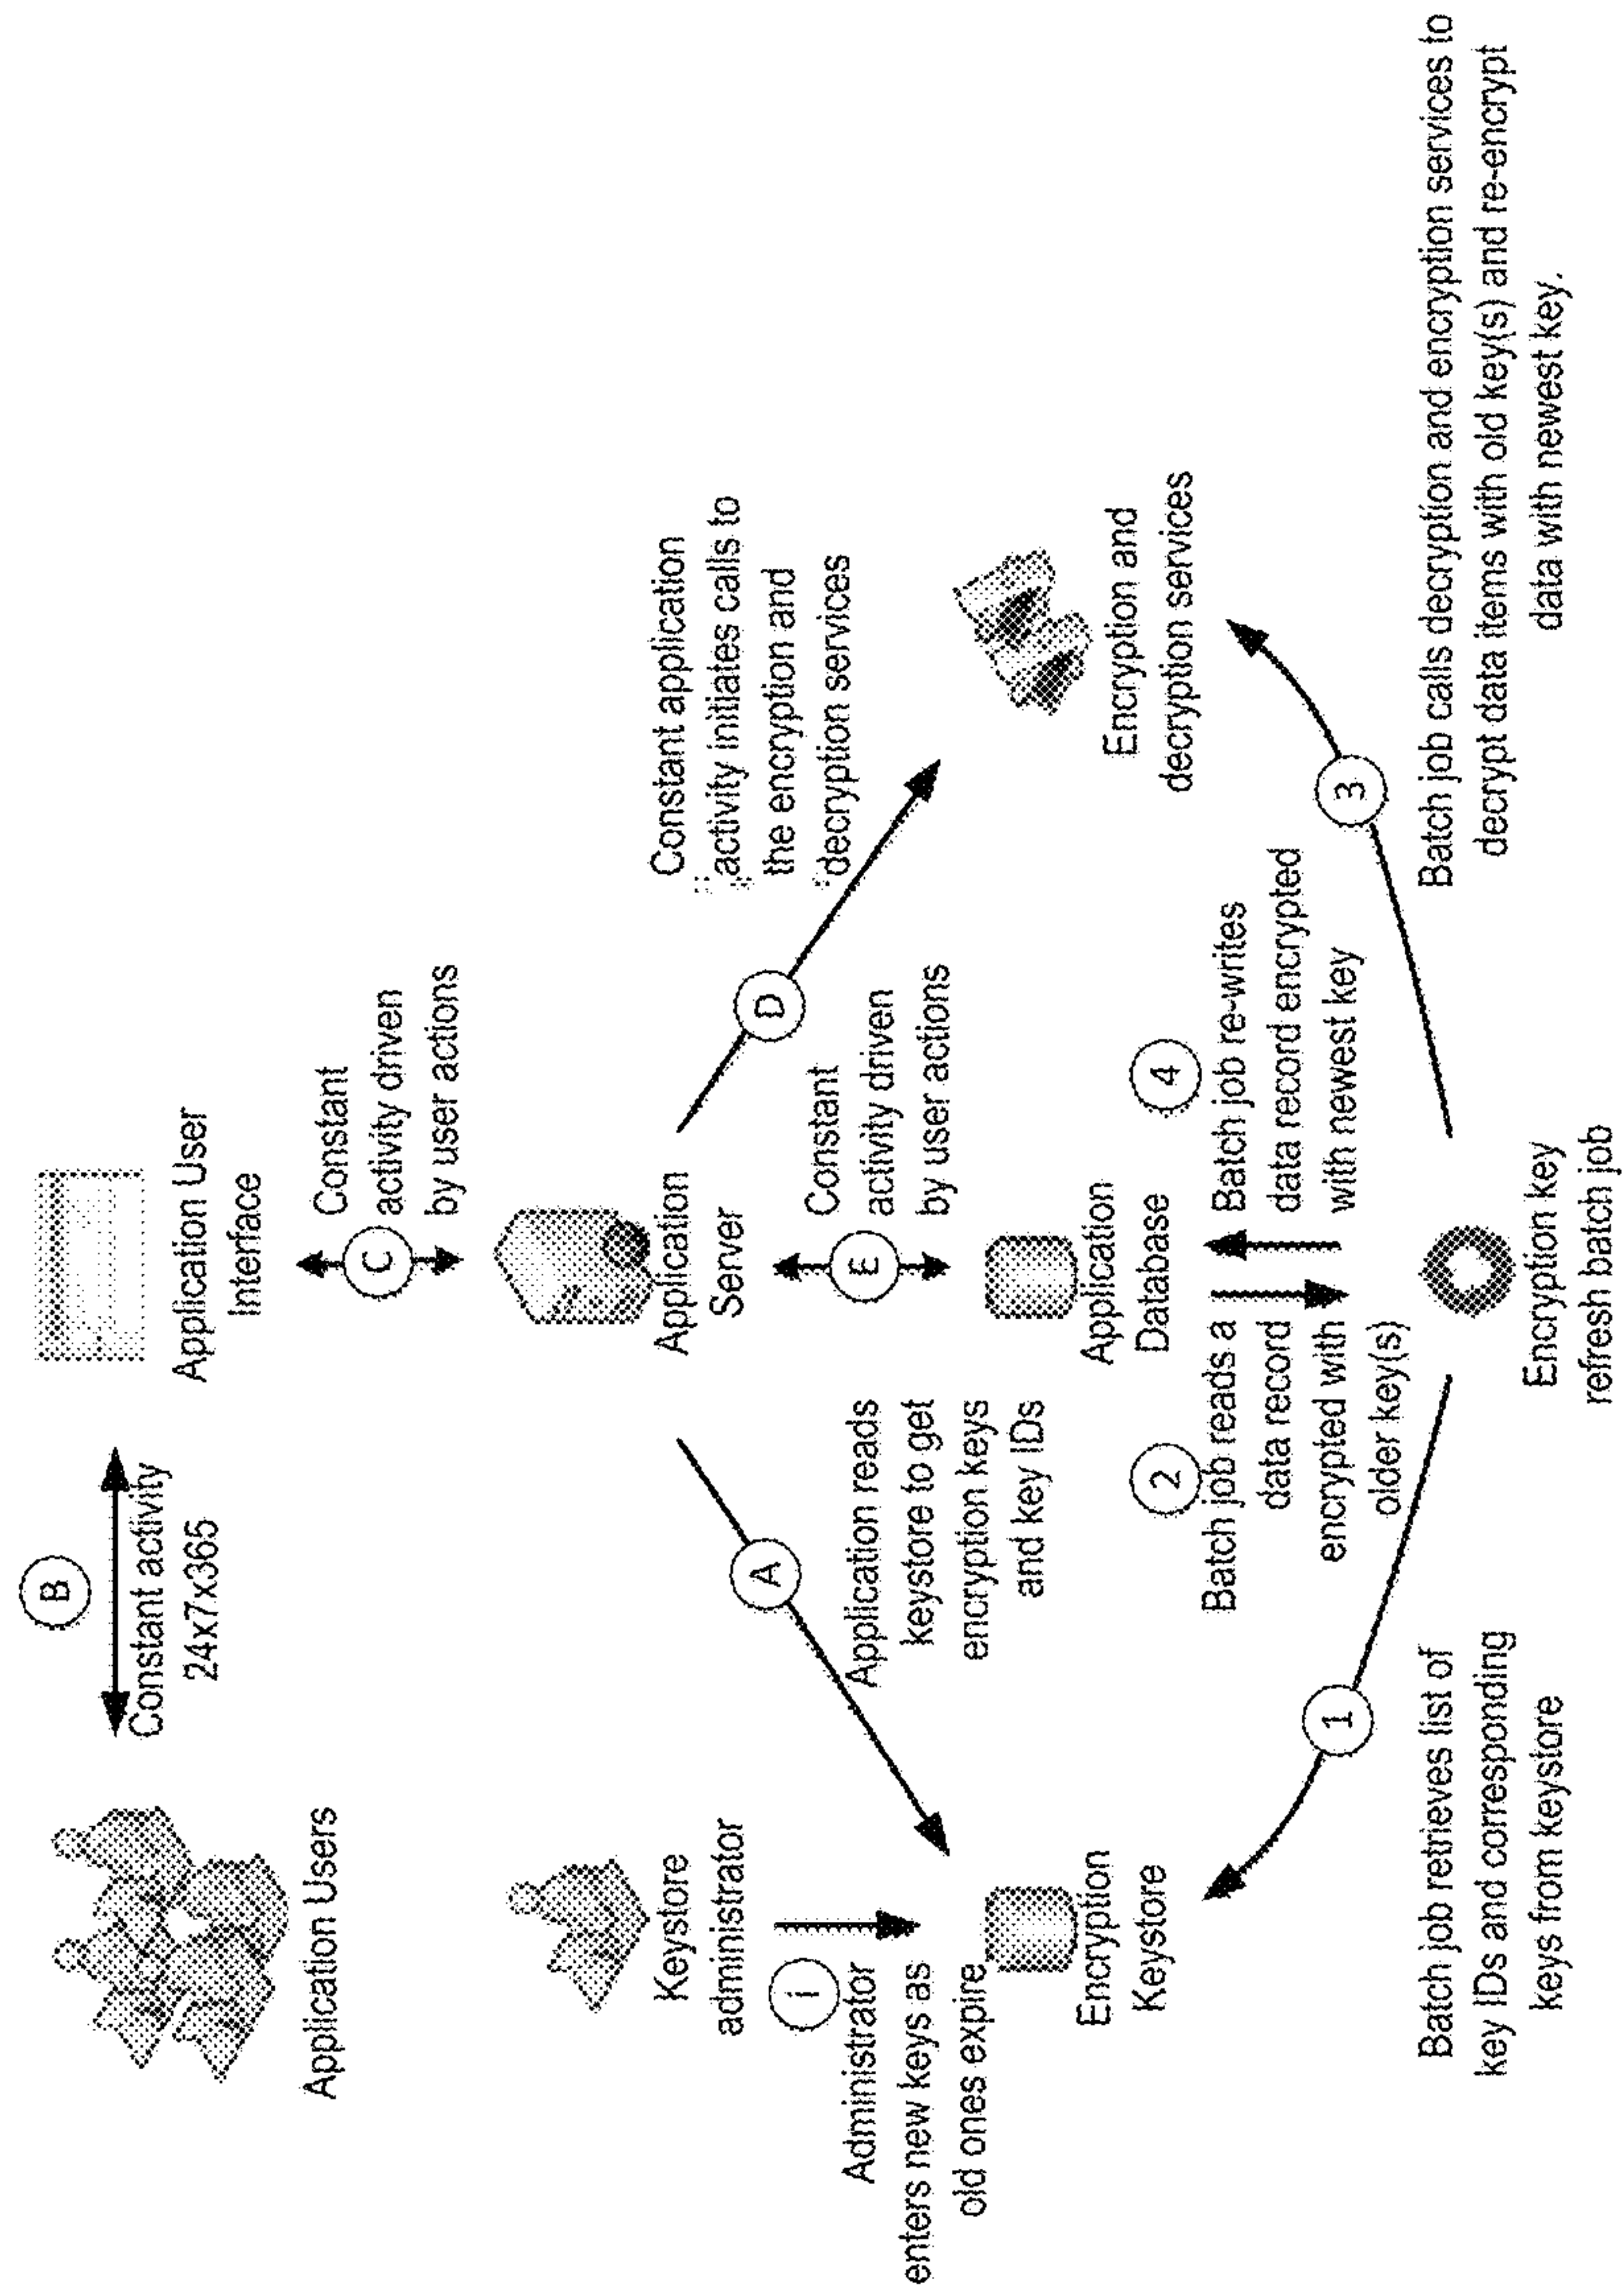 B
Constant activity
24x7x365
Application Users
Application User
Interface
C
Constant
activity driven
by user actions
Keystore
administrator
i
Administrator
enters new keys as
old ones expire
Application
Server
A
Application reads
keystore to get
encryption keys
and key IDs
E
Constant
activity driven
by user actions
D
Constant application
activity initiates calls to
the encryption and
decryption services
Encryption
Keystore
Application
Database
Encryption and
decryption services
2
Batch job reads a
data record
encrypted with
older key(s)
4
Batch job re-writes
data record encrypted
with newest key
1
Batch job retrieves list of
key IDs and corresponding
keys from keystore
Encryption key
refresh batch job
3
Batch job calls decryption and encryption services to
decrypt data items with old key(s) and re-encrypt
data with newest key.